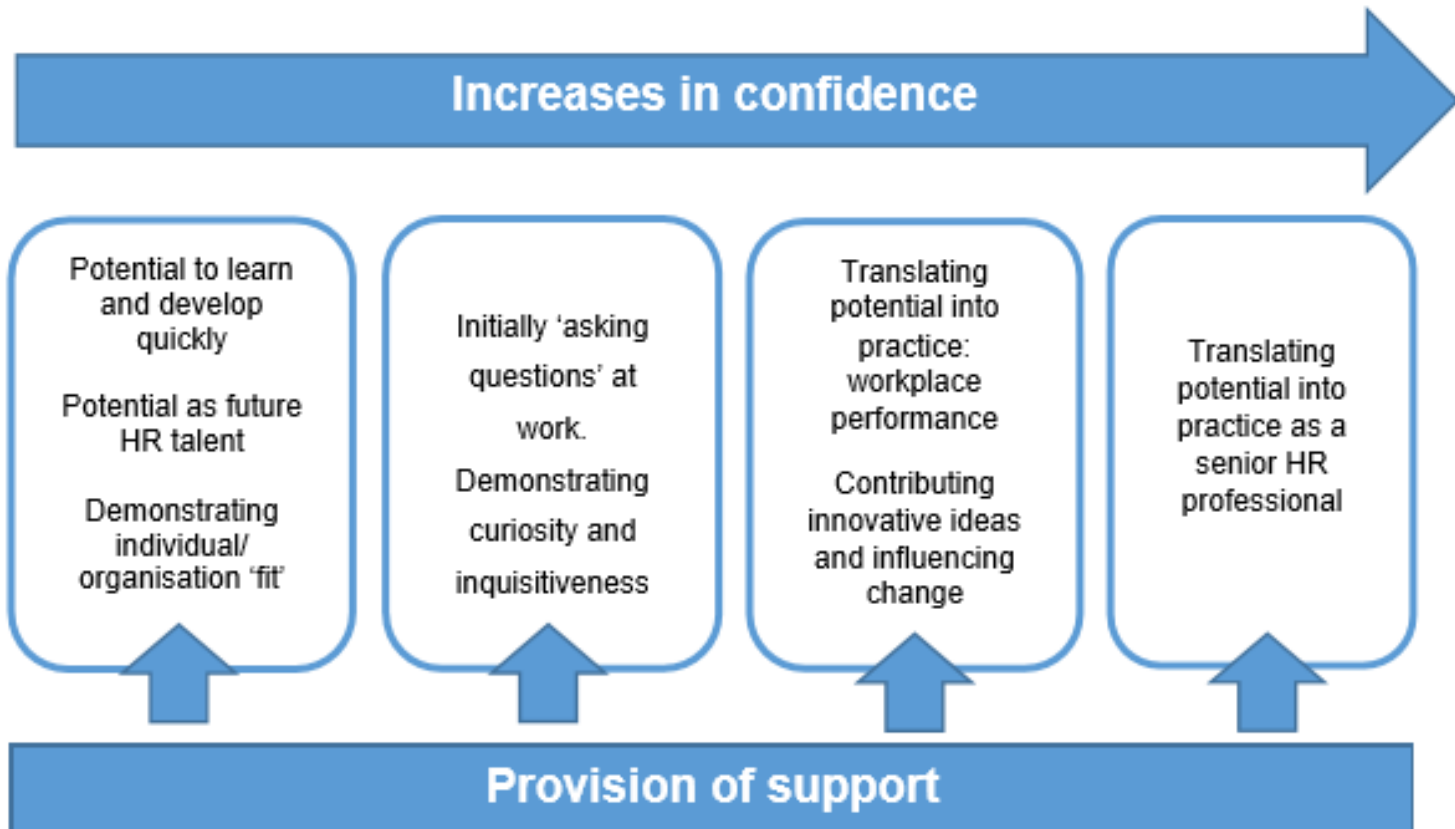 Increases in confidence
Potential to learn
and develop
quickly
Potential as future
HR talent
Demonstrating
individual/
organisation ‘fit’
Initially ‘asking
questions’ at
work.
Demonstrating
curiosity and
inquisitiveness
Translating
potential into
practice:
workplace
performance
Contributing
innovative ideas
and influencing
change
Translating
potential into
practice as a
senior HR
professional
Provision of support